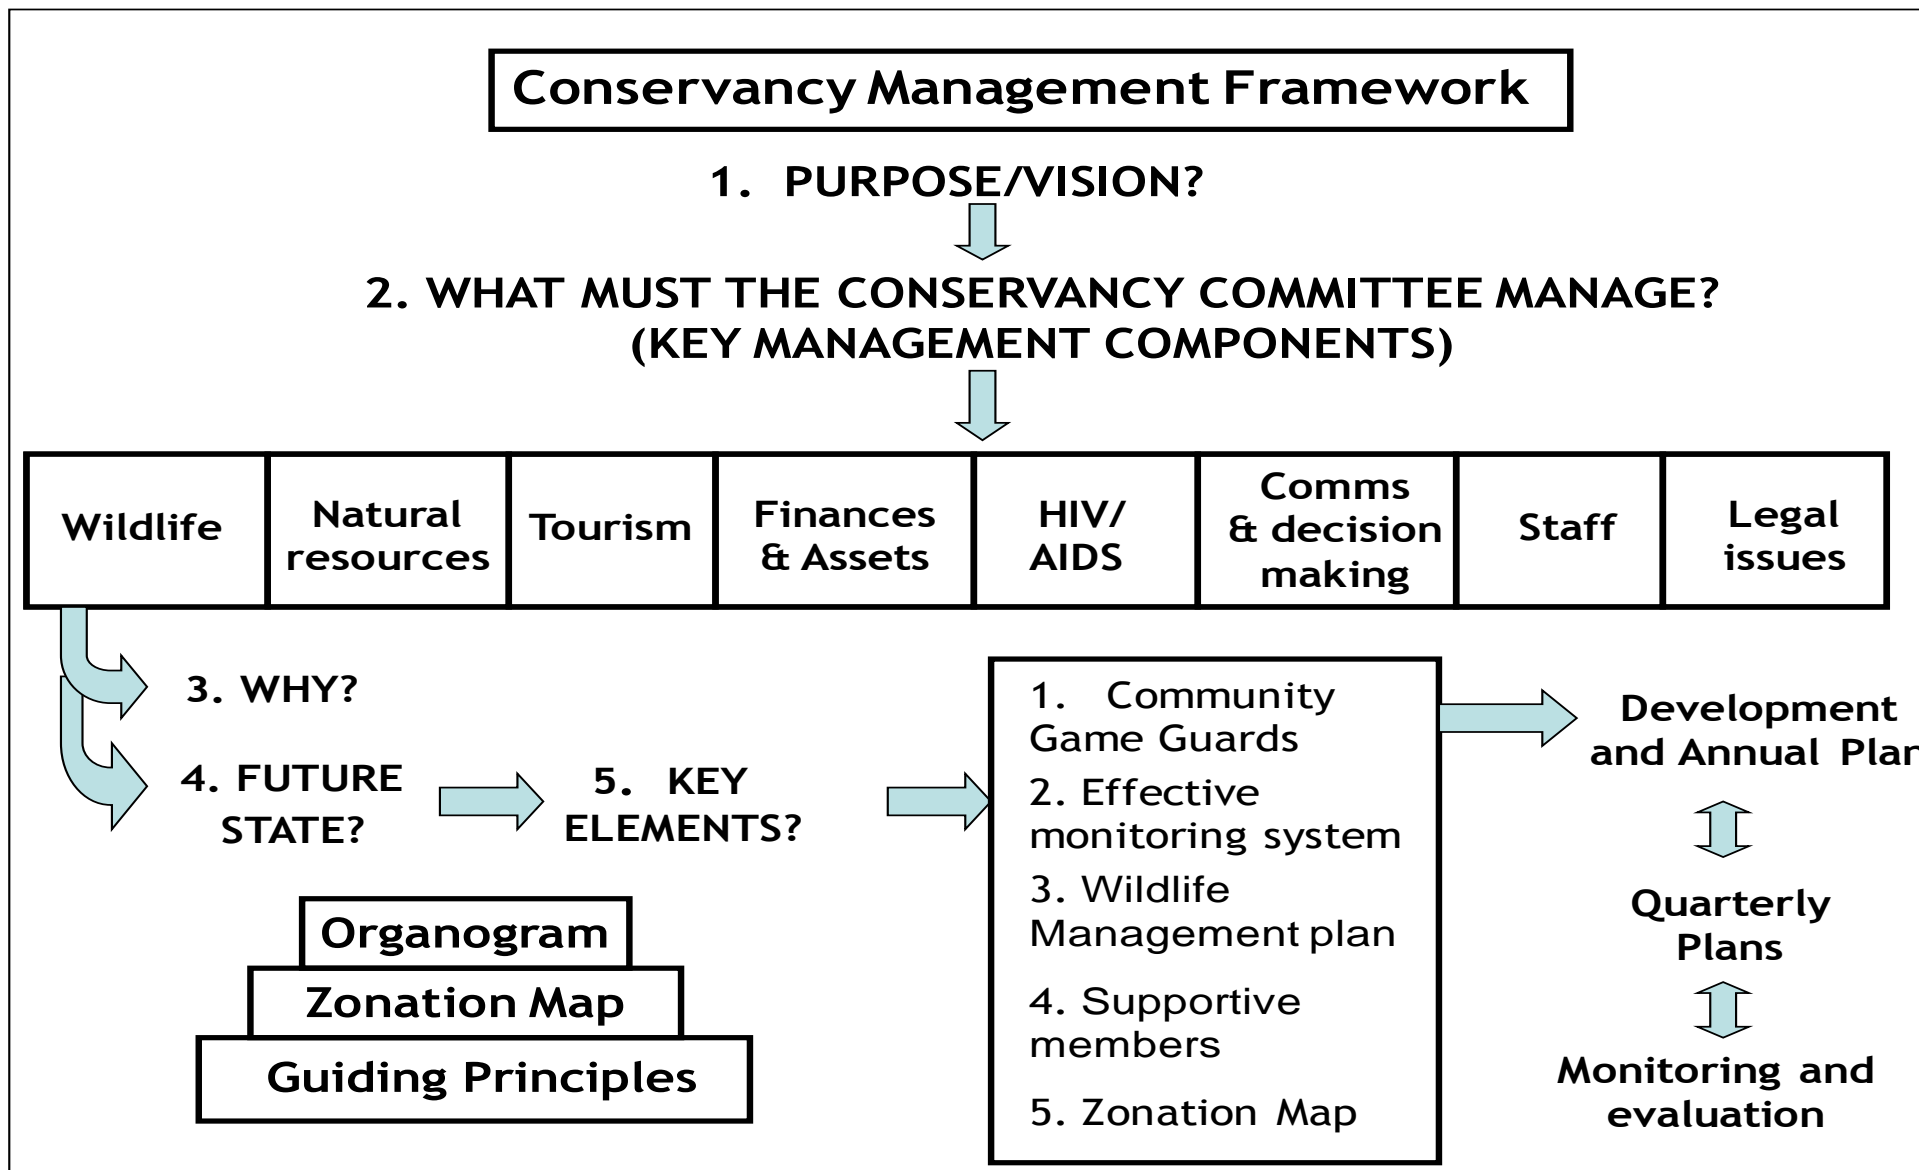 Conservancy Management Framework
1. PURPOSE/VISION?
2. WHAT MUST THE CONSERVANCY COMMITTEE MANAGE?
(KEY MANAGEMENT COMPONENTS)
Wildlife
Natural
resources
Tourism
Finances
& Assets
HIV/
AIDS
Comms
& decision
making
Staff
Legal
issues
3. WHY?
4. FUTURE
STATE?
5. KEY
ELEMENTS?
1. Community
Game Guards
2. Effective
monitoring system
3. Wildlife
Management plan
4. Supportive
members
5. Zonation Map
Development
and Annual Plan
Quarterly
Plans
Monitoring and
evaluation
Organogram
Zonation Map
Guiding Principles